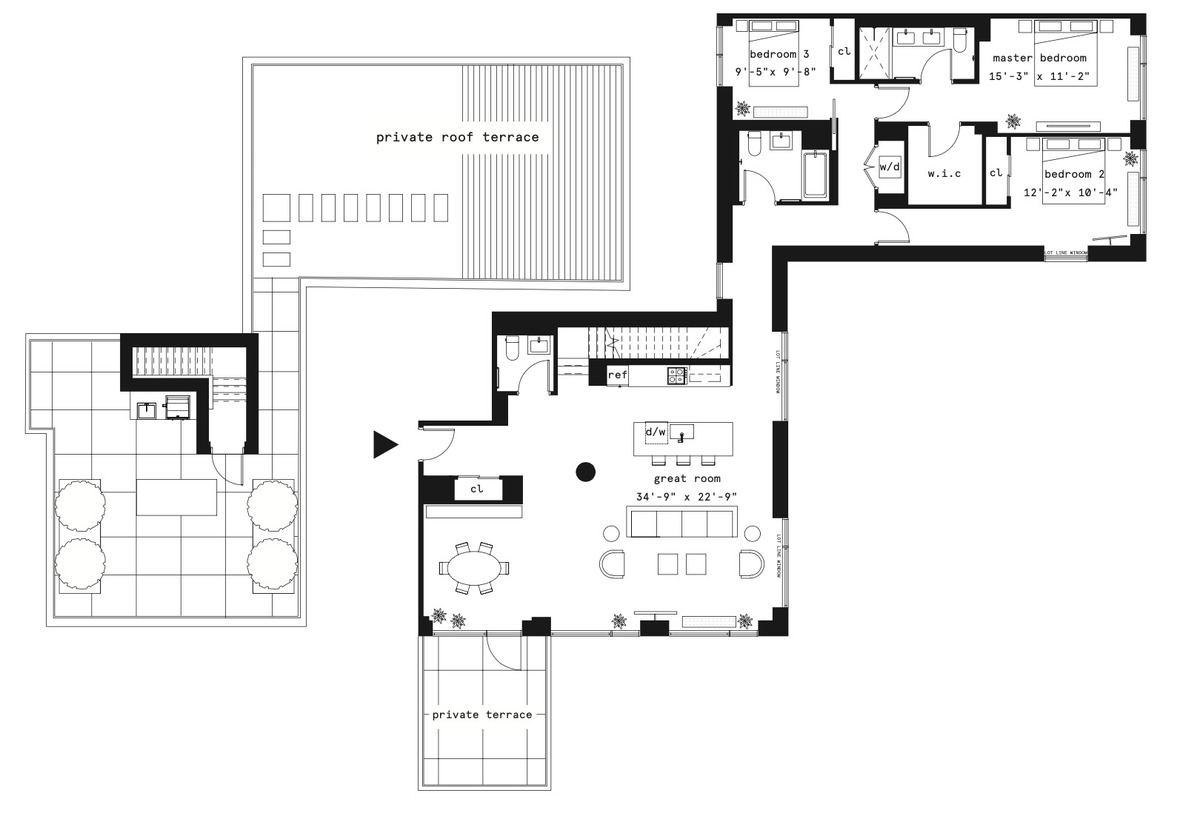 bedroom 3
9'-5"x 9'-8"
cl
master bedroom
15'-3" x 11'-2"
private roof terrace
w/d
w.i.c
cl
bedroom 2
12'-2"x 10'-4"
LOT LINE WINDOW
ref
LOT LINE WINDOW
d/w
great room
34'-9" x 22'-9"
cl
LOT LINE WINDOW
private terrace